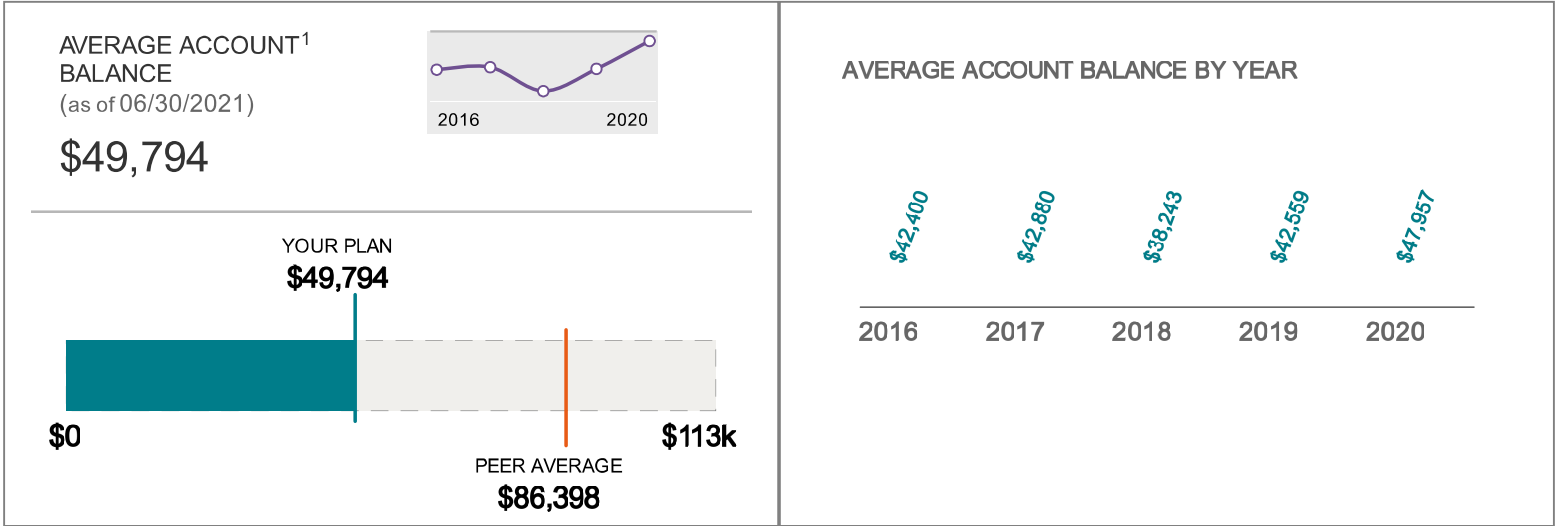 AVERAGE ACCOUNT1
BALANCE
(as of 06/30/2021)
$49,794
2016 2020
YOUR PLAN
$49,794
$0 $113k
PEER AVERAGE
$86,398
AVERAGE ACCOUNT BALANCE BY YEAR
$42,400 $42,880 $38,243 $42,559 $47,957
2016 2017 2018 2019 2020